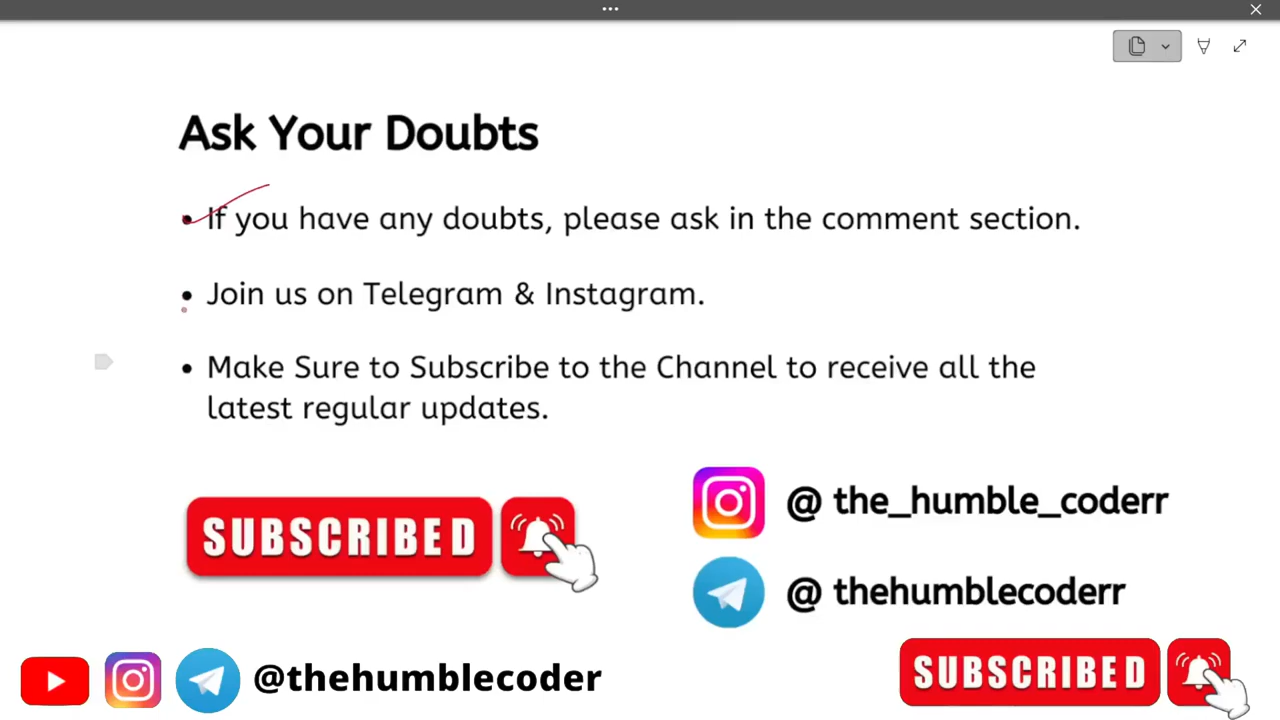 Ask Your Doubts
• If you have any doubts, please ask in the comment section.
• Join us on Telegram & Instagram.
• Make Sure to Subscribe to the Channel to receive all the
latest regular updates.
SUBSCRIBED
@ the_humble_coderr
@ thehumblecoderr
@thehumblecoder
SUBSCRIBED